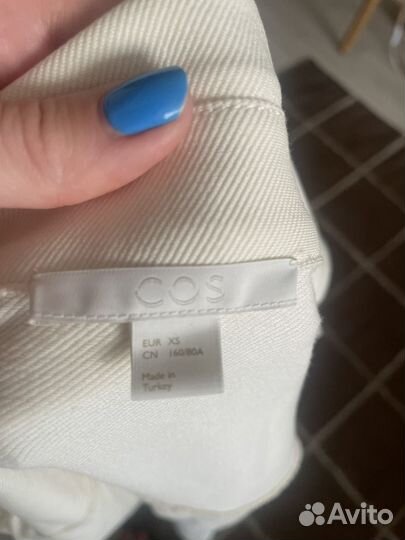 COS
EUR XS
CN 160/80A
Made in
Turkey
Avito